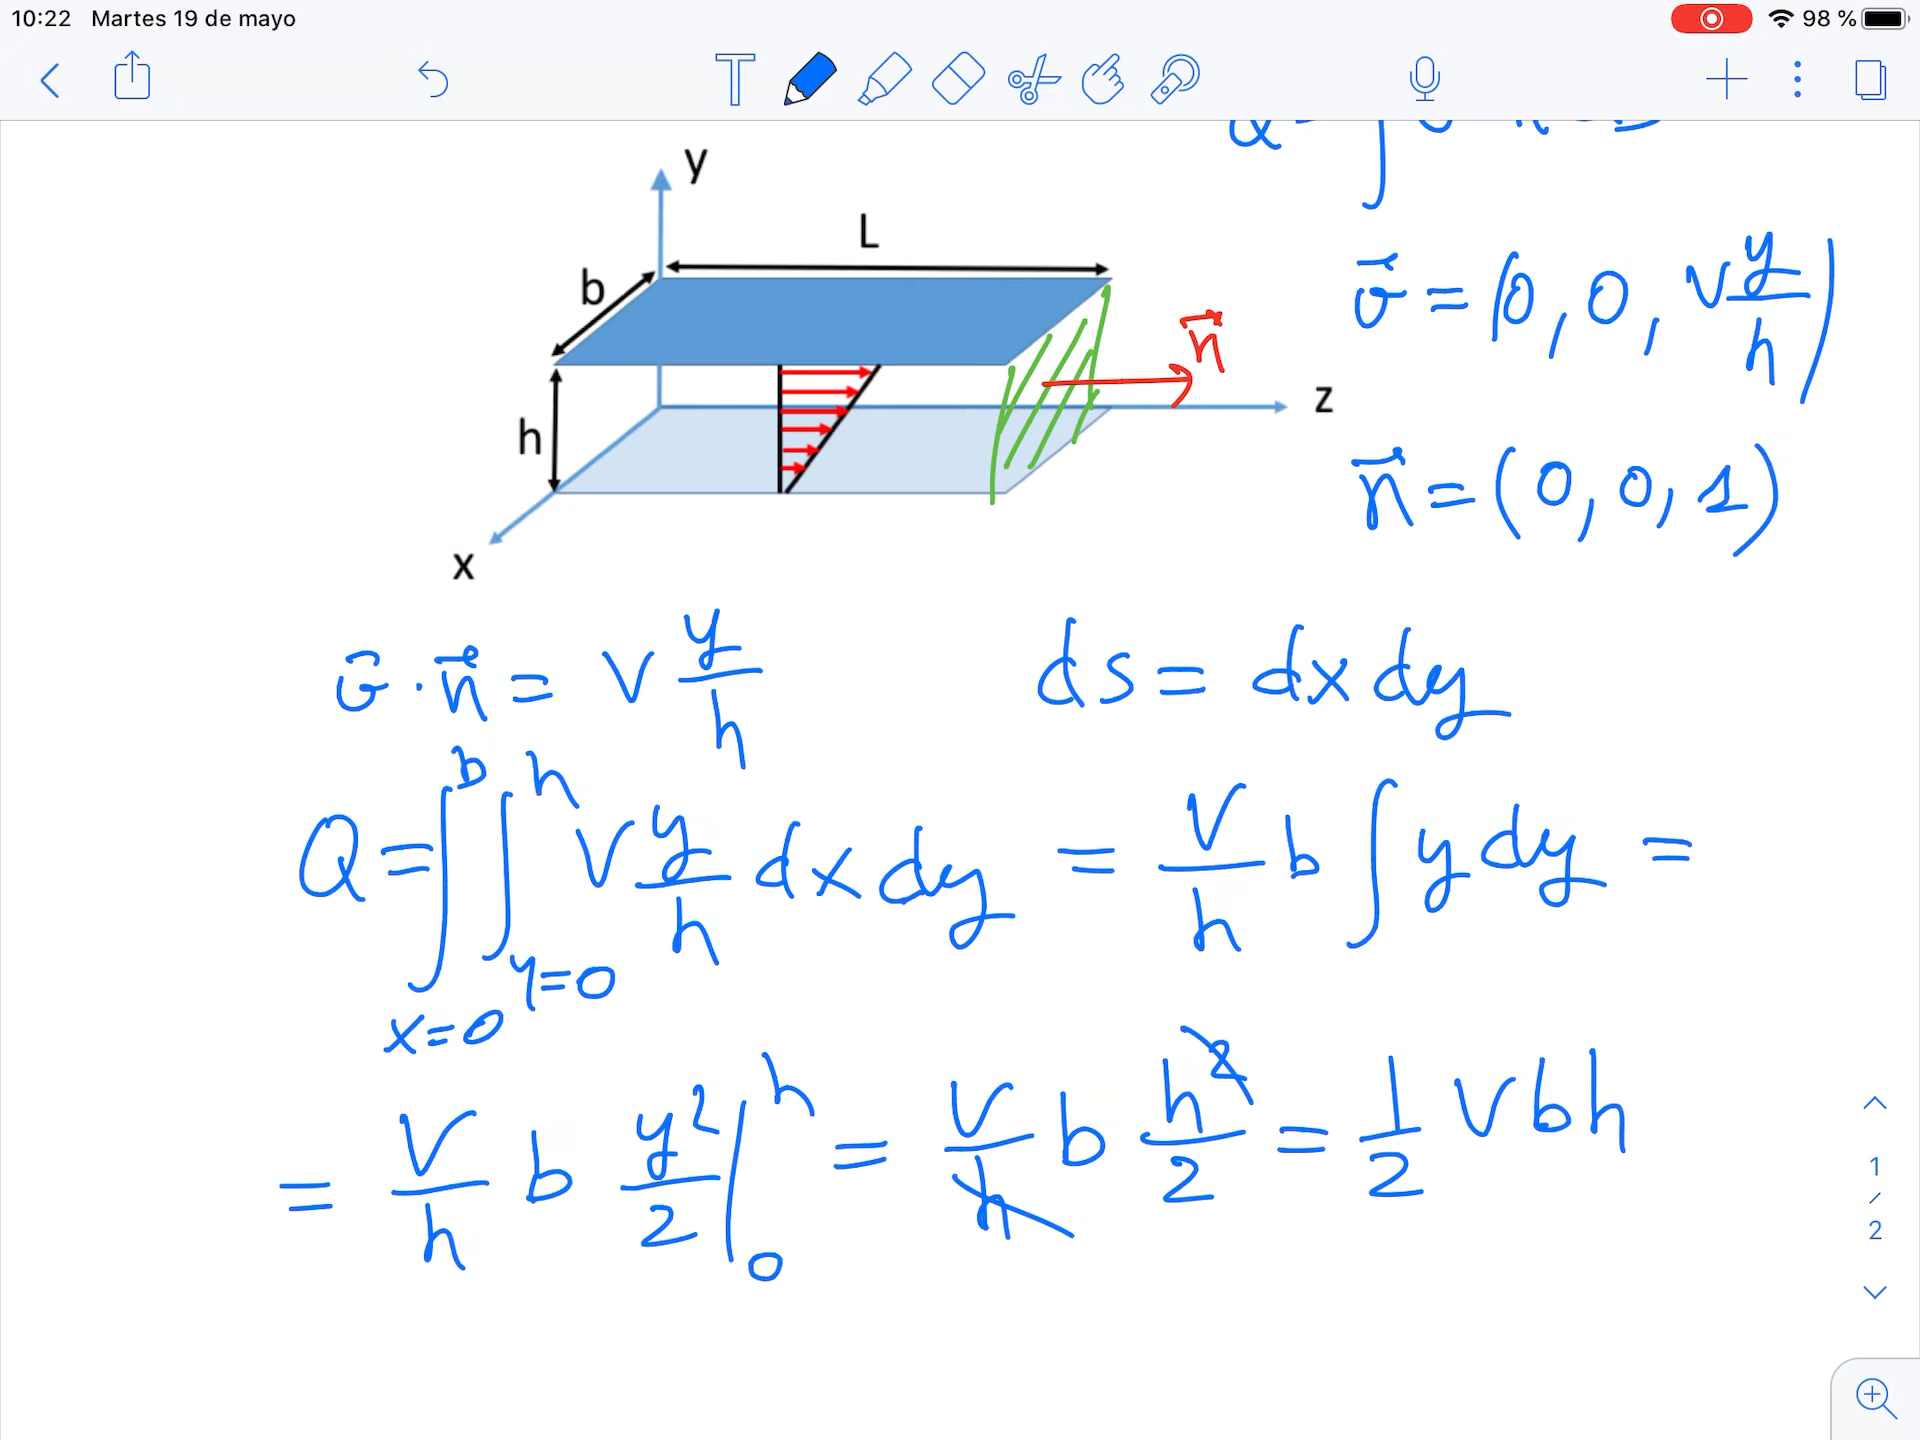 10:22 Martes 19 de mayo 98 %
y
L
b
h
n⃗
z
x
v⃗ = (0, 0, V y/h)
n⃗ = (0, 0, 1)
v⃗ · n⃗ = V y/h
ds = dx dy
Q = ∫_{x=0}^{b} ∫_{y=0}^{h} V y/h dx dy = V/h b ∫ y dy =
= V/h b y²/2 |_0^h = V/h b h²/2 = 1/2 V b h
1
/
2